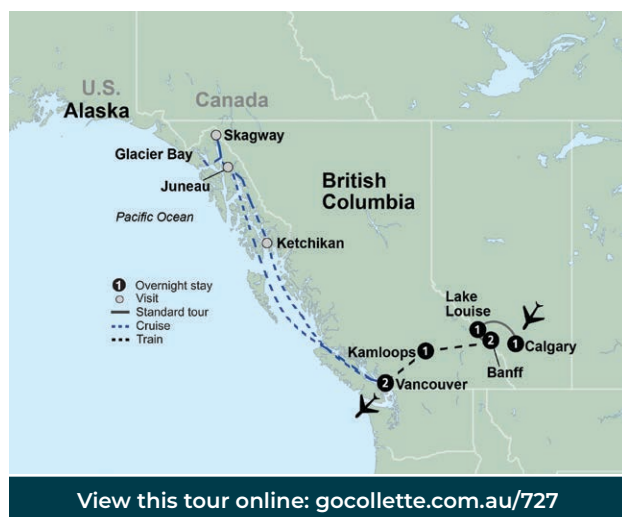 U.S.
Alaska
Canada
Skagway
Glacier Bay
Juneau
British
Columbia
Pacific Ocean
Ketchikan
1 Overnight stay
Visit
Standard tour
Cruise
Train
Lake
Louise
1
2
1 Calgary
Banff
Kamloops 1
2 Vancouver
View this tour online: gocollette.com.au/727